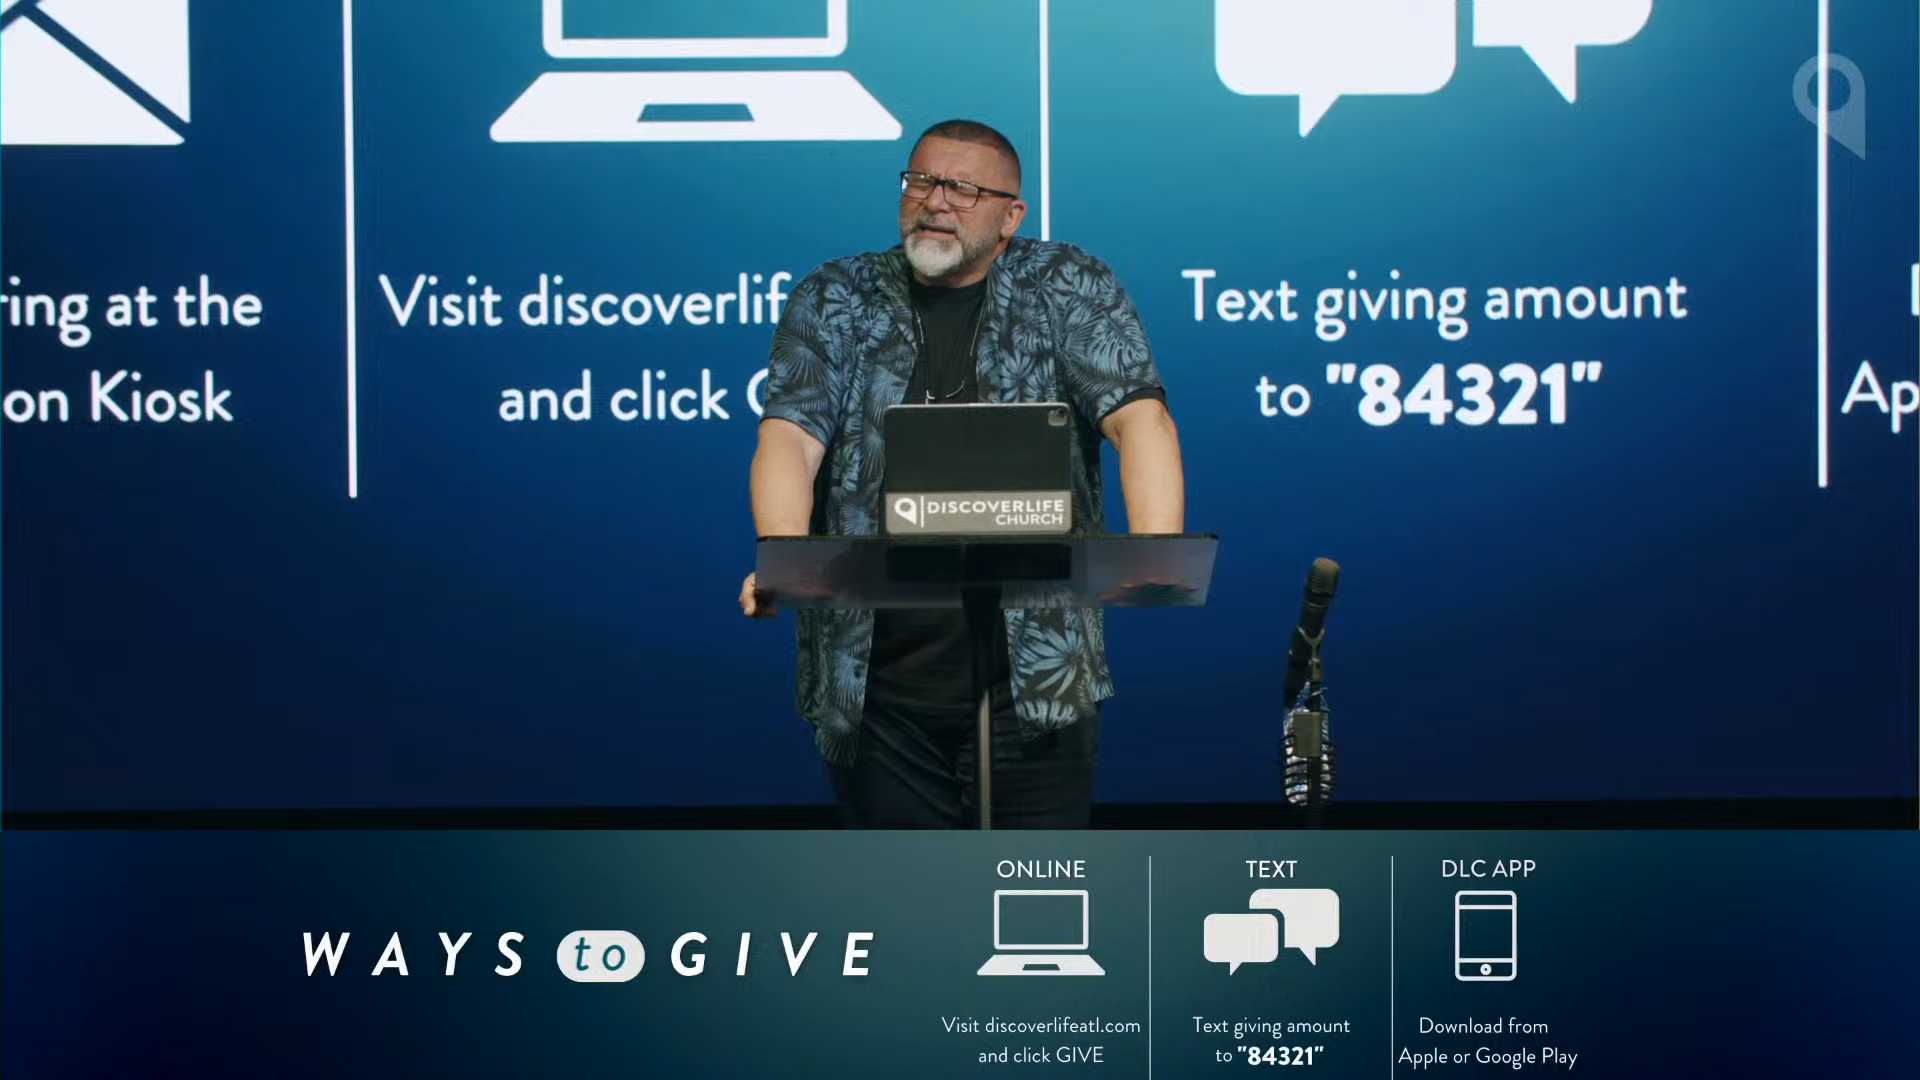 ring at the
on Kiosk
Visit discoverlif
and click
Text giving amount
to "84321"
Ap
DISCOVERLIFE
CHURCH
WAYS to GIVE
ONLINE
Visit discoverlifeatl.com
and click GIVE
TEXT
Text giving amount
to "84321"
DLC APP
Download from
Apple or Google Play